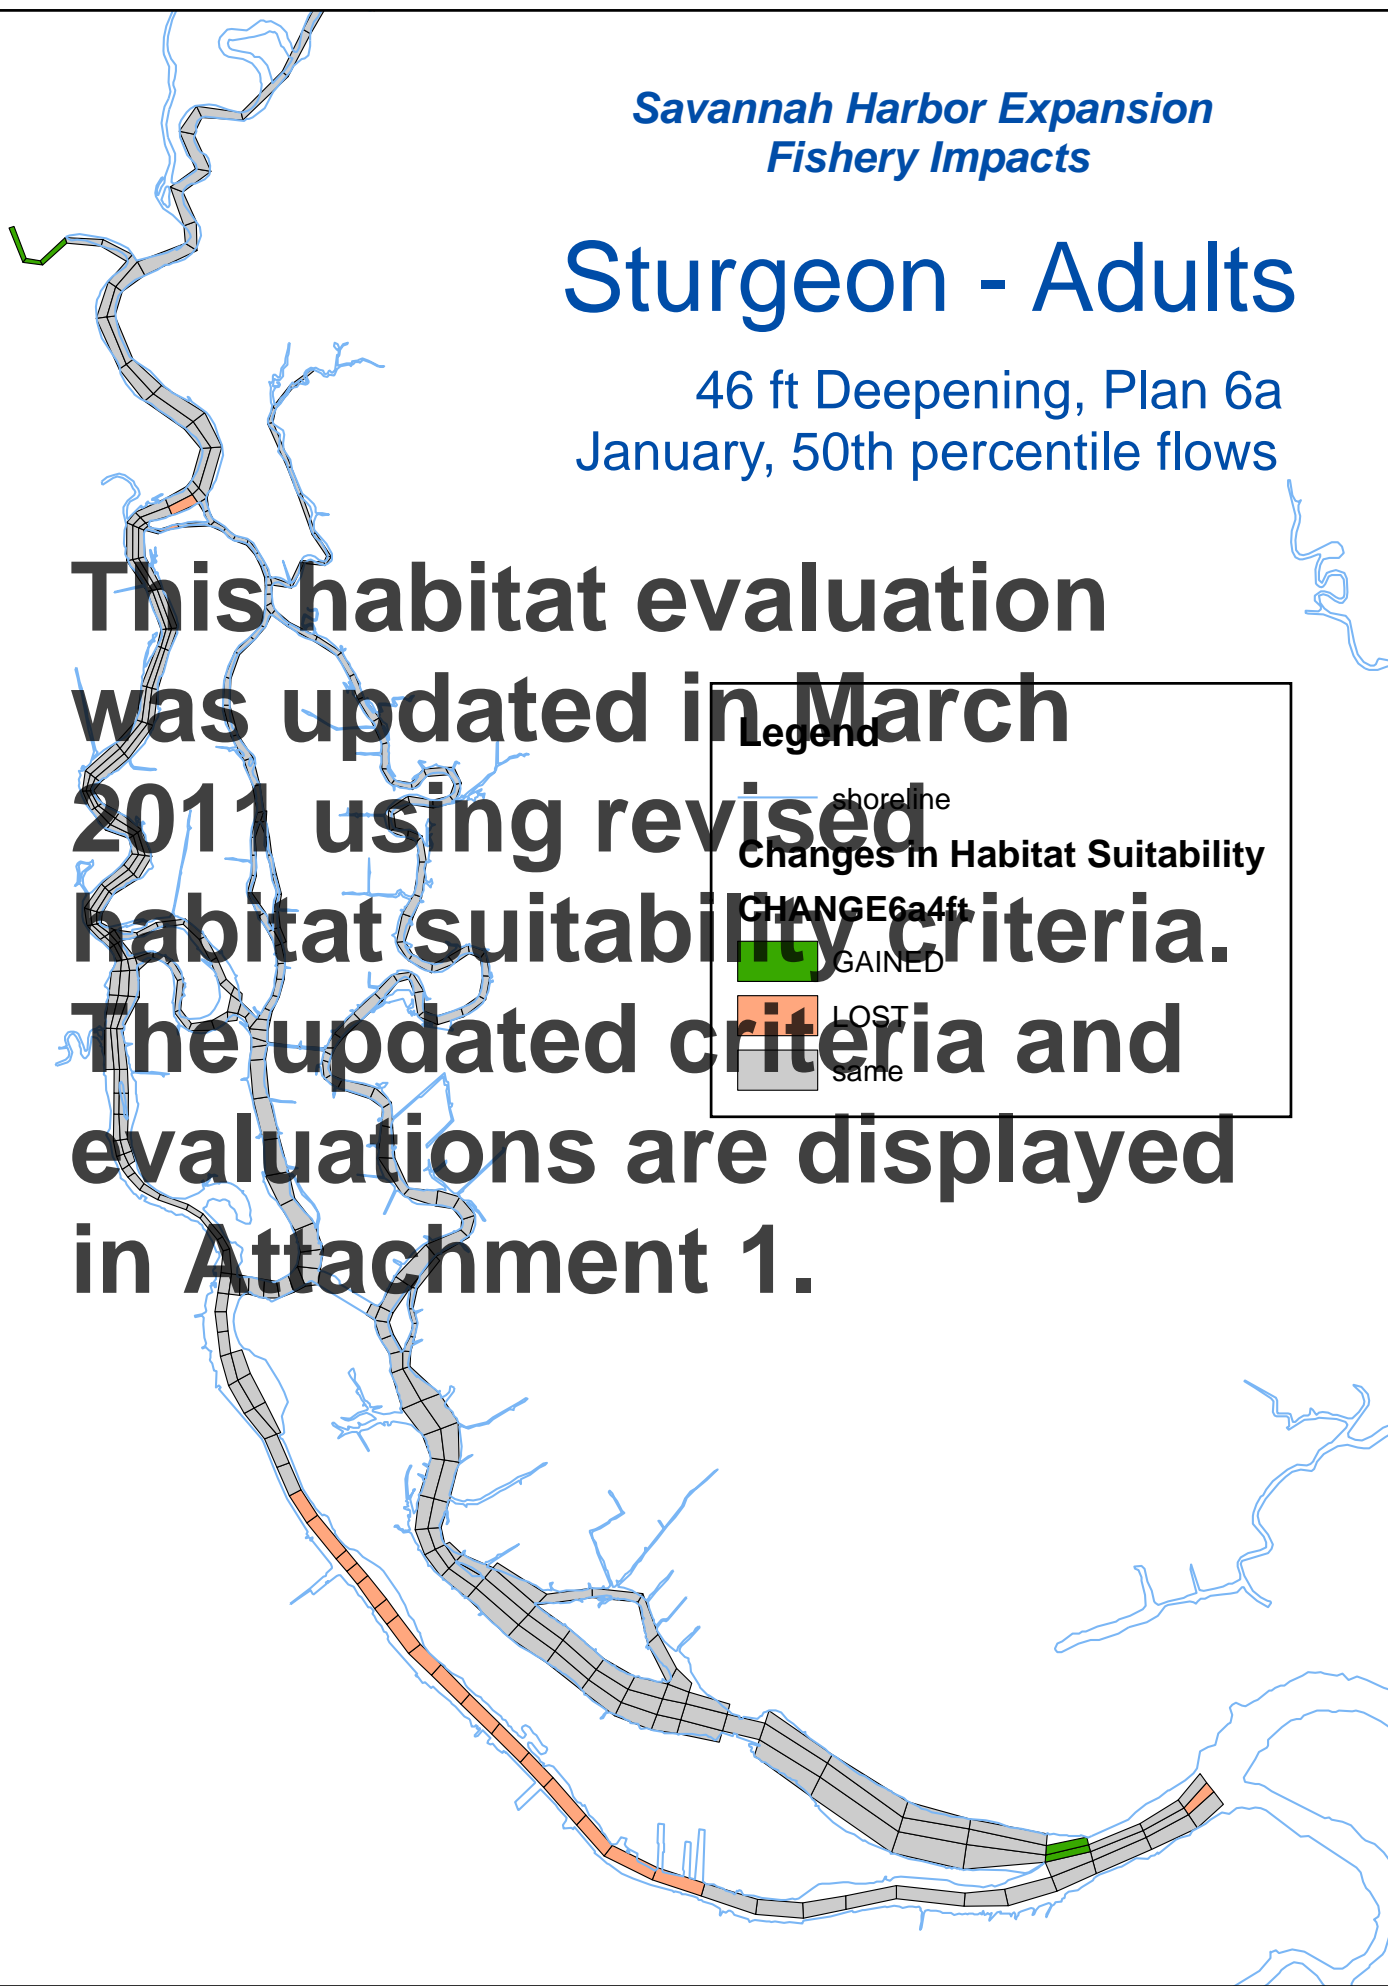 Savannah Harbor Expansion
Fishery Impacts
Sturgeon - Adults
46 ft Deepening, Plan 6a
January, 50th percentile flows
This habitat evaluation
was updated in March
2011 using revised
habitat suitability criteria.
The updated criteria and
evaluations are displayed
in Attachment 1.
Legend
shoreline
Changes in Habitat Suitability
CHANGE6a4ft
GAINED
LOST
same